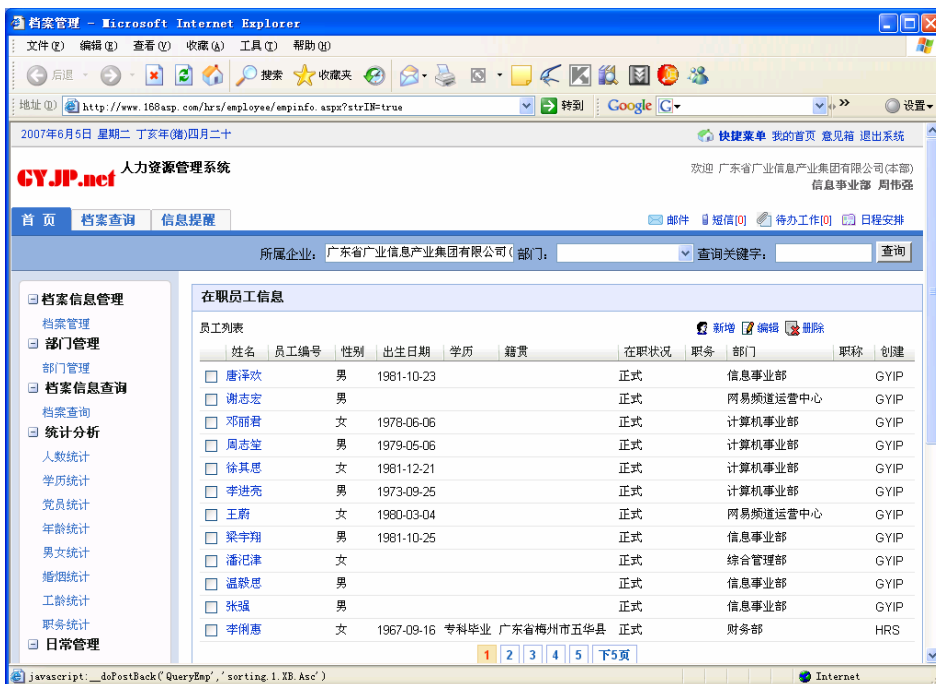 档案管理 - Microsoft Internet Explorer
文件(F) 编辑(E) 查看(V) 收藏(A) 工具(T) 帮助(H)
后退 搜索 收藏夹
地址(D) http://www.168asp.com/hrs/employee/empinfo.aspx?strIN=true 转到 Google G 设置
2007年6月5日 星期二 丁亥年(猪)四月二十 快捷菜单 我的首页 意见箱 退出系统
GYJP.net 人力资源管理系统 欢迎 广东省广业信息产业集团有限公司(本部)
信息事业部 周伟强
首 页 档案查询 信息提醒 邮件 短信[0] 待办工作[0] 日程安排
所属企业: 广东省广业信息产业集团有限公司( 部门: 查询关键字: 查询
档案信息管理
档案管理
部门管理
部门管理
档案信息查询
档案查询
统计分析
人数统计
学历统计
党员统计
年龄统计
男女统计
婚烟统计
工龄统计
职务统计
日常管理
在职员工信息
员工列表 新增 编辑 删除
姓名 员工编号 性别 出生日期 学历 籍贯 在职状况 职务 部门 职称 创建
唐泽欢 男 1981-10-23 正式 信息事业部 GYIP
谢志宏 男 正式 网易频道运营中心 GYIP
邓丽君 女 1978-06-06 正式 计算机事业部 GYIP
周志笙 男 1979-05-06 正式 计算机事业部 GYIP
徐其思 女 1981-12-21 正式 计算机事业部 GYIP
李进亮 男 1973-09-25 正式 计算机事业部 GYIP
王蔚 女 1980-03-04 正式 网易频道运营中心 GYIP
梁宇翔 男 1981-10-25 正式 信息事业部 GYIP
潘汜津 女 正式 综合管理部 GYIP
温毅思 男 正式 信息事业部 GYIP
张强 男 正式 信息事业部 GYIP
李俐惠 女 1967-09-16 专科毕业 广东省梅州市五华县 正式 财务部 HRS
1 2 3 4 5 下5页
javascript:__doPostBack('QueryEmp','sorting.1.XB.Asc') Internet